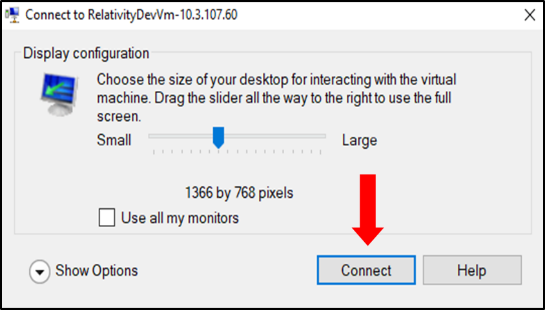 Connect to RelativityDevVm-10.3.107.60
Display configuration
Choose the size of your desktop for interacting with the virtual
machine. Drag the slider all the way to the right to use the full
screen.
Small Large
1366 by 768 pixels
Use all my monitors
Show Options Connect Help